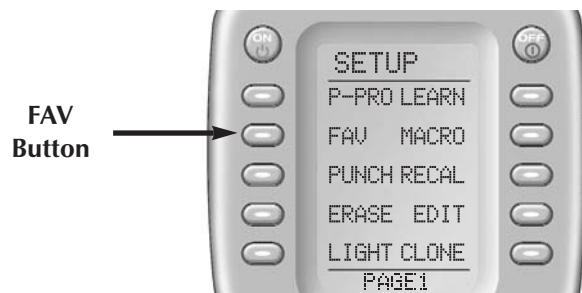 ON
OFF
SETUP
P-PRO LEARN
FAV MACRO
PUNCH RECAL
ERASE EDIT
LIGHT CLONE
PAGE1
FAV
Button